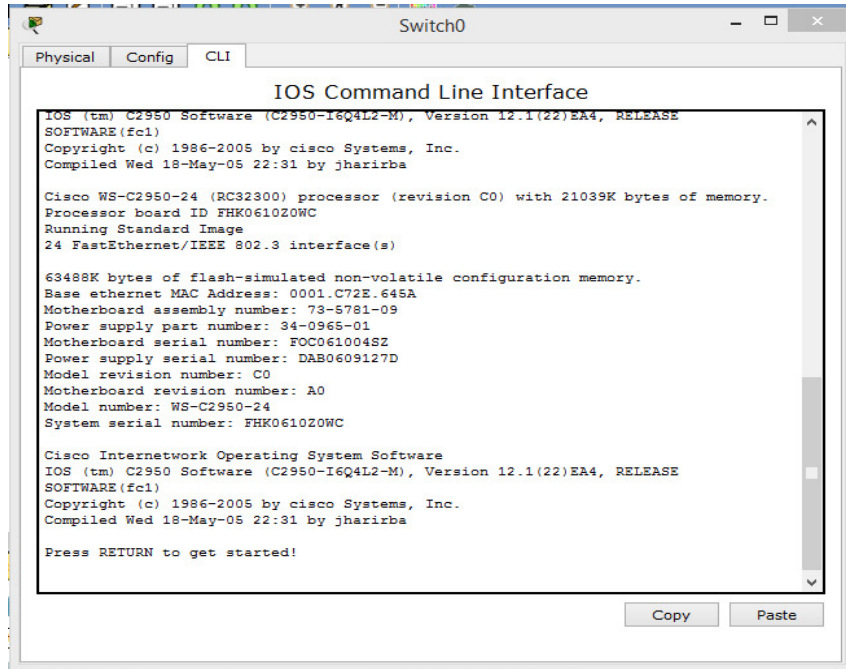 Switch0
Physical Config CLI
IOS Command Line Interface
IOS (tm) C2950 Software (C2950-I6Q4L2-M), Version 12.1(22)EA4, RELEASE
SOFTWARE(fc1)
Copyright (c) 1986-2005 by cisco Systems, Inc.
Compiled Wed 18-May-05 22:31 by jharirba
Cisco WS-C2950-24 (RC32300) processor (revision C0) with 21039K bytes of memory.
Processor board ID FHK0610Z0WC
Running Standard Image
24 FastEthernet/IEEE 802.3 interface(s)
63488K bytes of flash-simulated non-volatile configuration memory.
Base ethernet MAC Address: 0001.C72E.645A
Motherboard assembly number: 73-5781-09
Power supply part number: 34-0965-01
Motherboard serial number: FOC061004SZ
Power supply serial number: DAB0609127D
Model revision number: C0
Motherboard revision number: A0
Model number: WS-C2950-24
System serial number: FHK0610Z0WC
Cisco Internetwork Operating System Software
IOS (tm) C2950 Software (C2950-I6Q4L2-M), Version 12.1(22)EA4, RELEASE
SOFTWARE(fc1)
Copyright (c) 1986-2005 by cisco Systems, Inc.
Compiled Wed 18-May-05 22:31 by jharirba
Press RETURN to get started!
Copy Paste